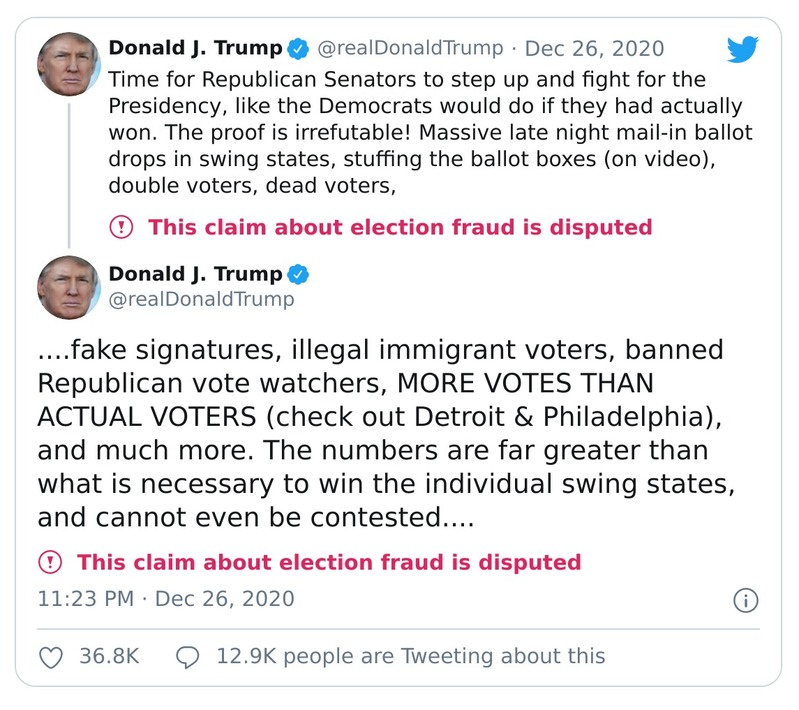 Donald J. Trump @realDonaldTrump · Dec 26, 2020
Time for Republican Senators to step up and fight for the
Presidency, like the Democrats would do if they had actually
won. The proof is irrefutable! Massive late night mail-in ballot
drops in swing states, stuffing the ballot boxes (on video),
double voters, dead voters,
This claim about election fraud is disputed
Donald J. Trump
@realDonaldTrump
....fake signatures, illegal immigrant voters, banned
Republican vote watchers, MORE VOTES THAN
ACTUAL VOTERS (check out Detroit & Philadelphia),
and much more. The numbers are far greater than
what is necessary to win the individual swing states,
and cannot even be contested....
This claim about election fraud is disputed
11:23 PM · Dec 26, 2020
36.8K 12.9K people are Tweeting about this